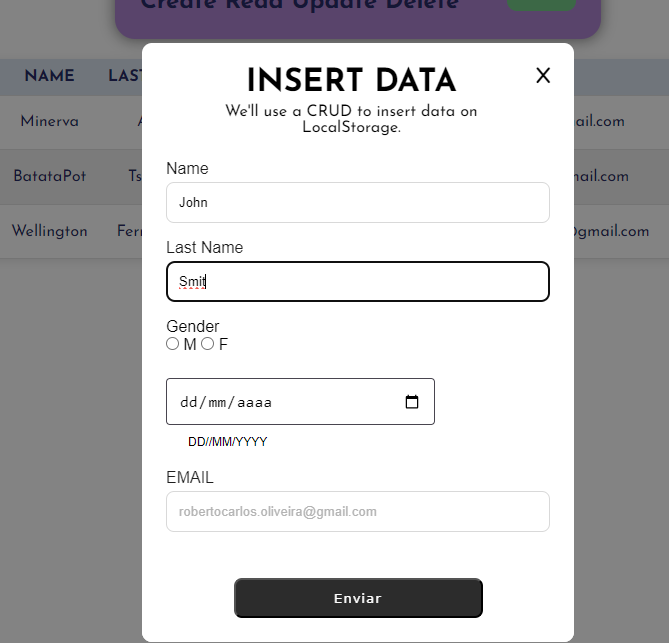 Create Read Update Delete
NAME LAST
INSERT DATA
We'll use a CRUD to insert data on
LocalStorage.
Minerva ail.com
BatataPot Ts mail.com
Wellington Ferr @gmail.com
Name
John
Last Name
Smit
Gender
M F
dd/mm/aaaa
DD//MM/YYYY
EMAIL
robertocarlos.oliveira@gmail.com
Enviar